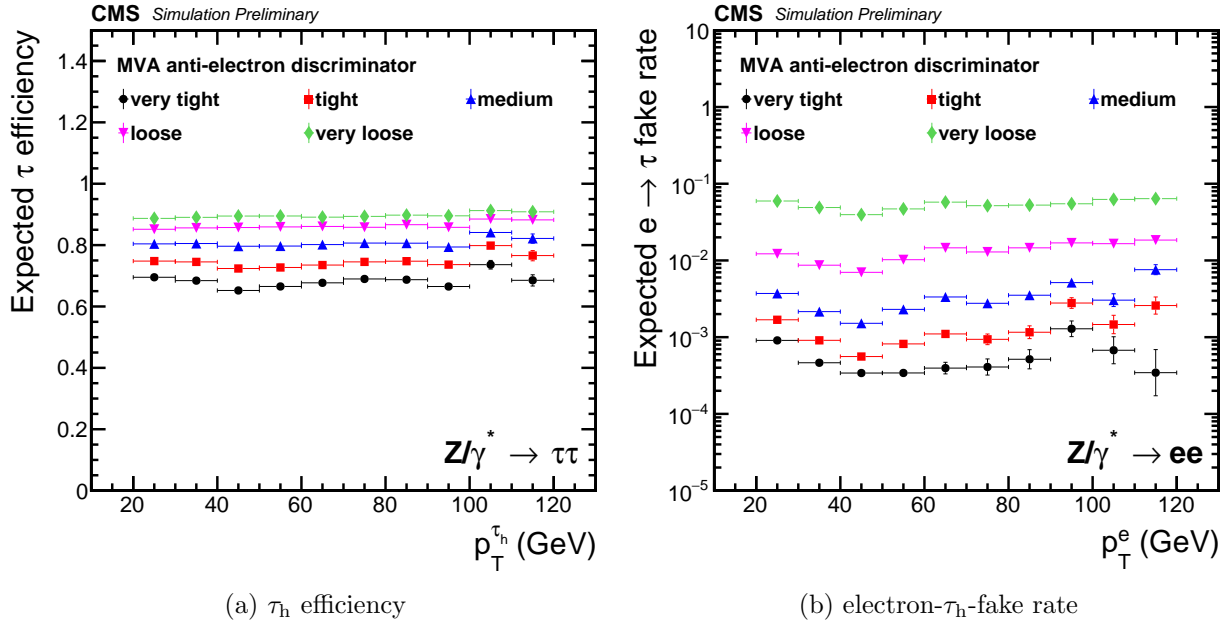 CMS Simulation Preliminary
Expected τ efficiency
1.4
1.2
1
0.8
0.6
0.4
0.2
0
MVA anti-electron discriminator
very tight tight medium
loose very loose
Z/γ* → ττ
20 40 60 80 100 120
p_T^{τ_h} (GeV)
(a) τ_h efficiency
CMS Simulation Preliminary
Expected e → τ fake rate
10
1
10^{−1}
10^{−2}
10^{−3}
10^{−4}
10^{−5}
MVA anti-electron discriminator
very tight tight medium
loose very loose
Z/γ* → ee
20 40 60 80 100 120
p_T^e (GeV)
(b) electron-τ_h-fake rate